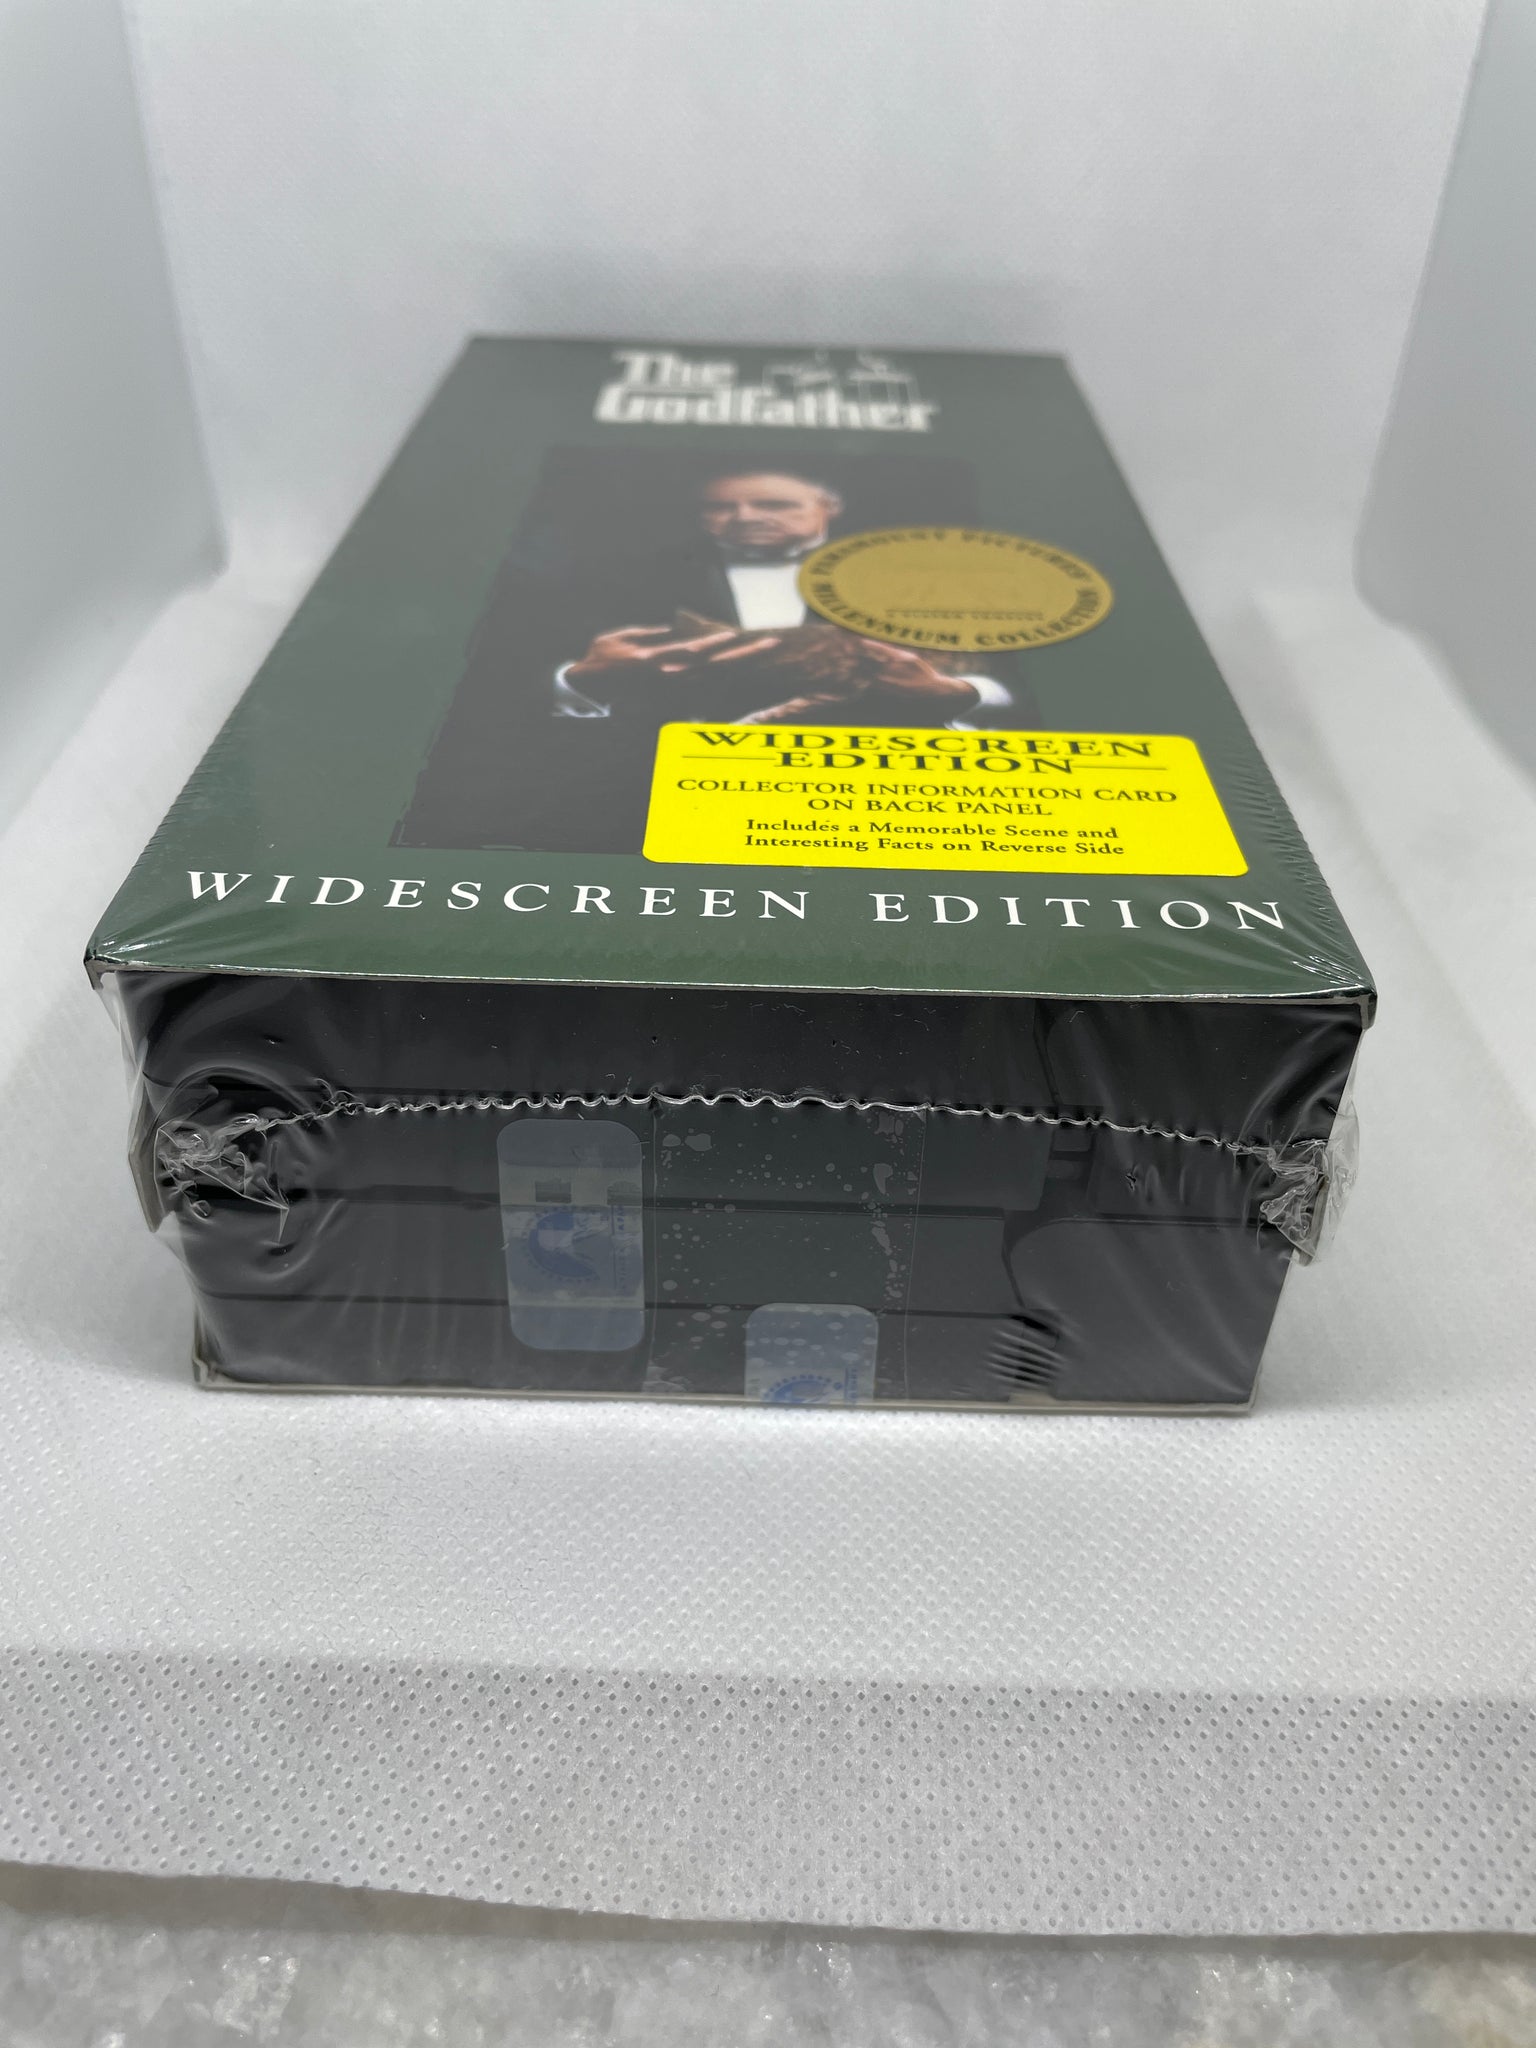 The
Godfather
PARAMOUNT PICTURES
MILLENNIUM COLLECTION
WIDESCREEN
EDITION
COLLECTOR INFORMATION CARD
ON BACK PANEL
Includes a Memorable Scene and
Interesting Facts on Reverse Side
WIDESCREEN EDITION